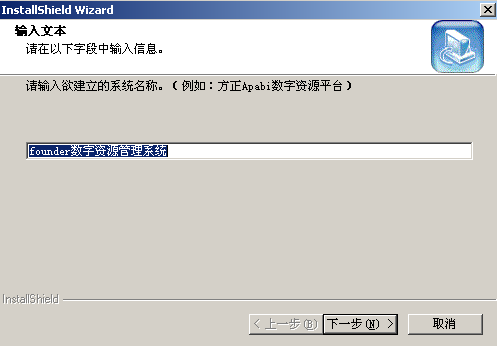 InstallShield Wizard
输入文本
请在以下字段中输入信息。
请输入欲建立的系统名称。(例如:方正Apabi数字资源平台)
founder数字资源管理系统
InstallShield
< 上一步(B) 下一步(N) > 取消